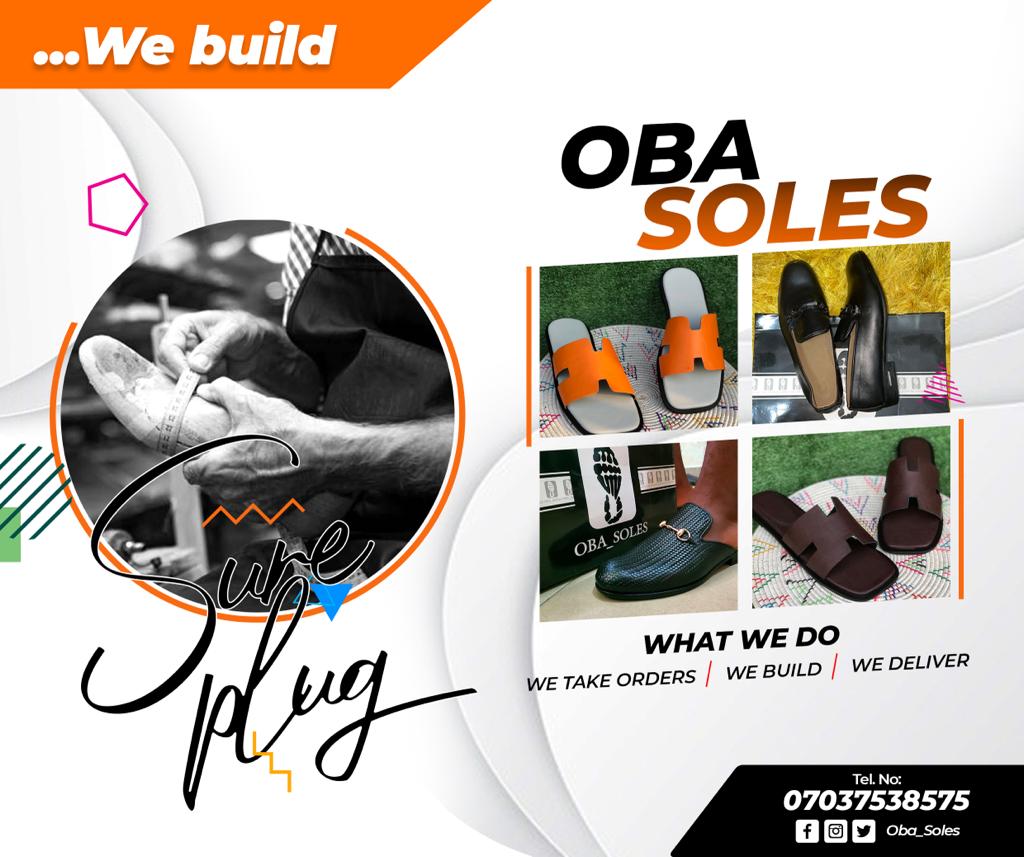 ...We build
OBA
SOLES
OBA_SOLES
Sure
plug
WHAT WE DO
WE TAKE ORDERS | WE BUILD | WE DELIVER
Tel. No:
07037538575
Oba_Soles